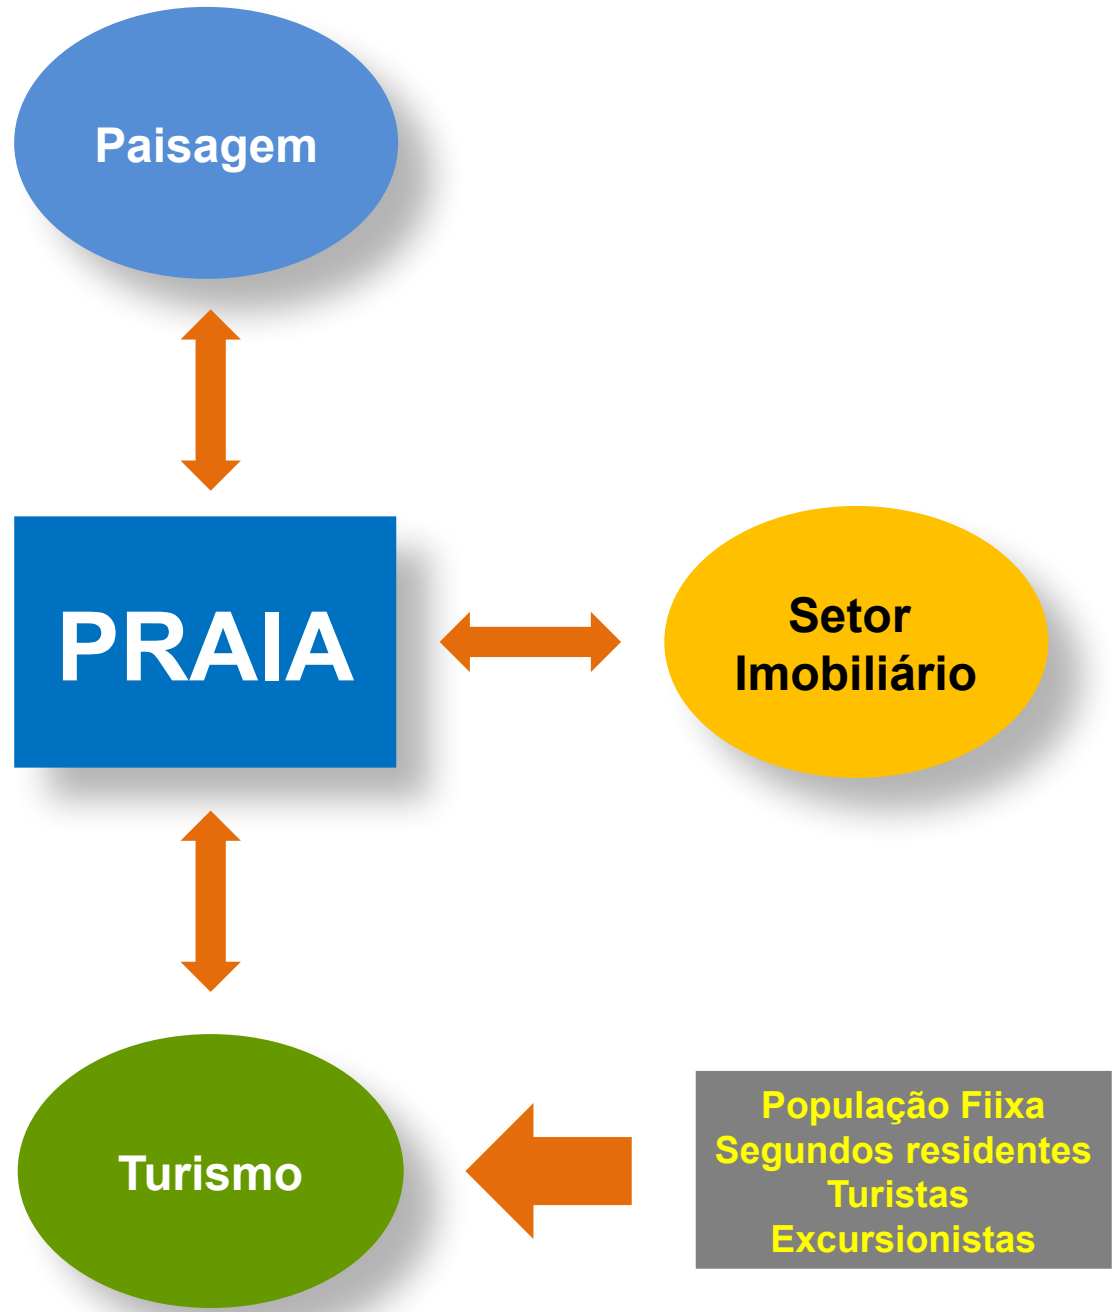 Paisagem
PRAIA
Setor
Imobiliário
Turismo
População Fiixa
Segundos residentes
Turistas
Excursionistas